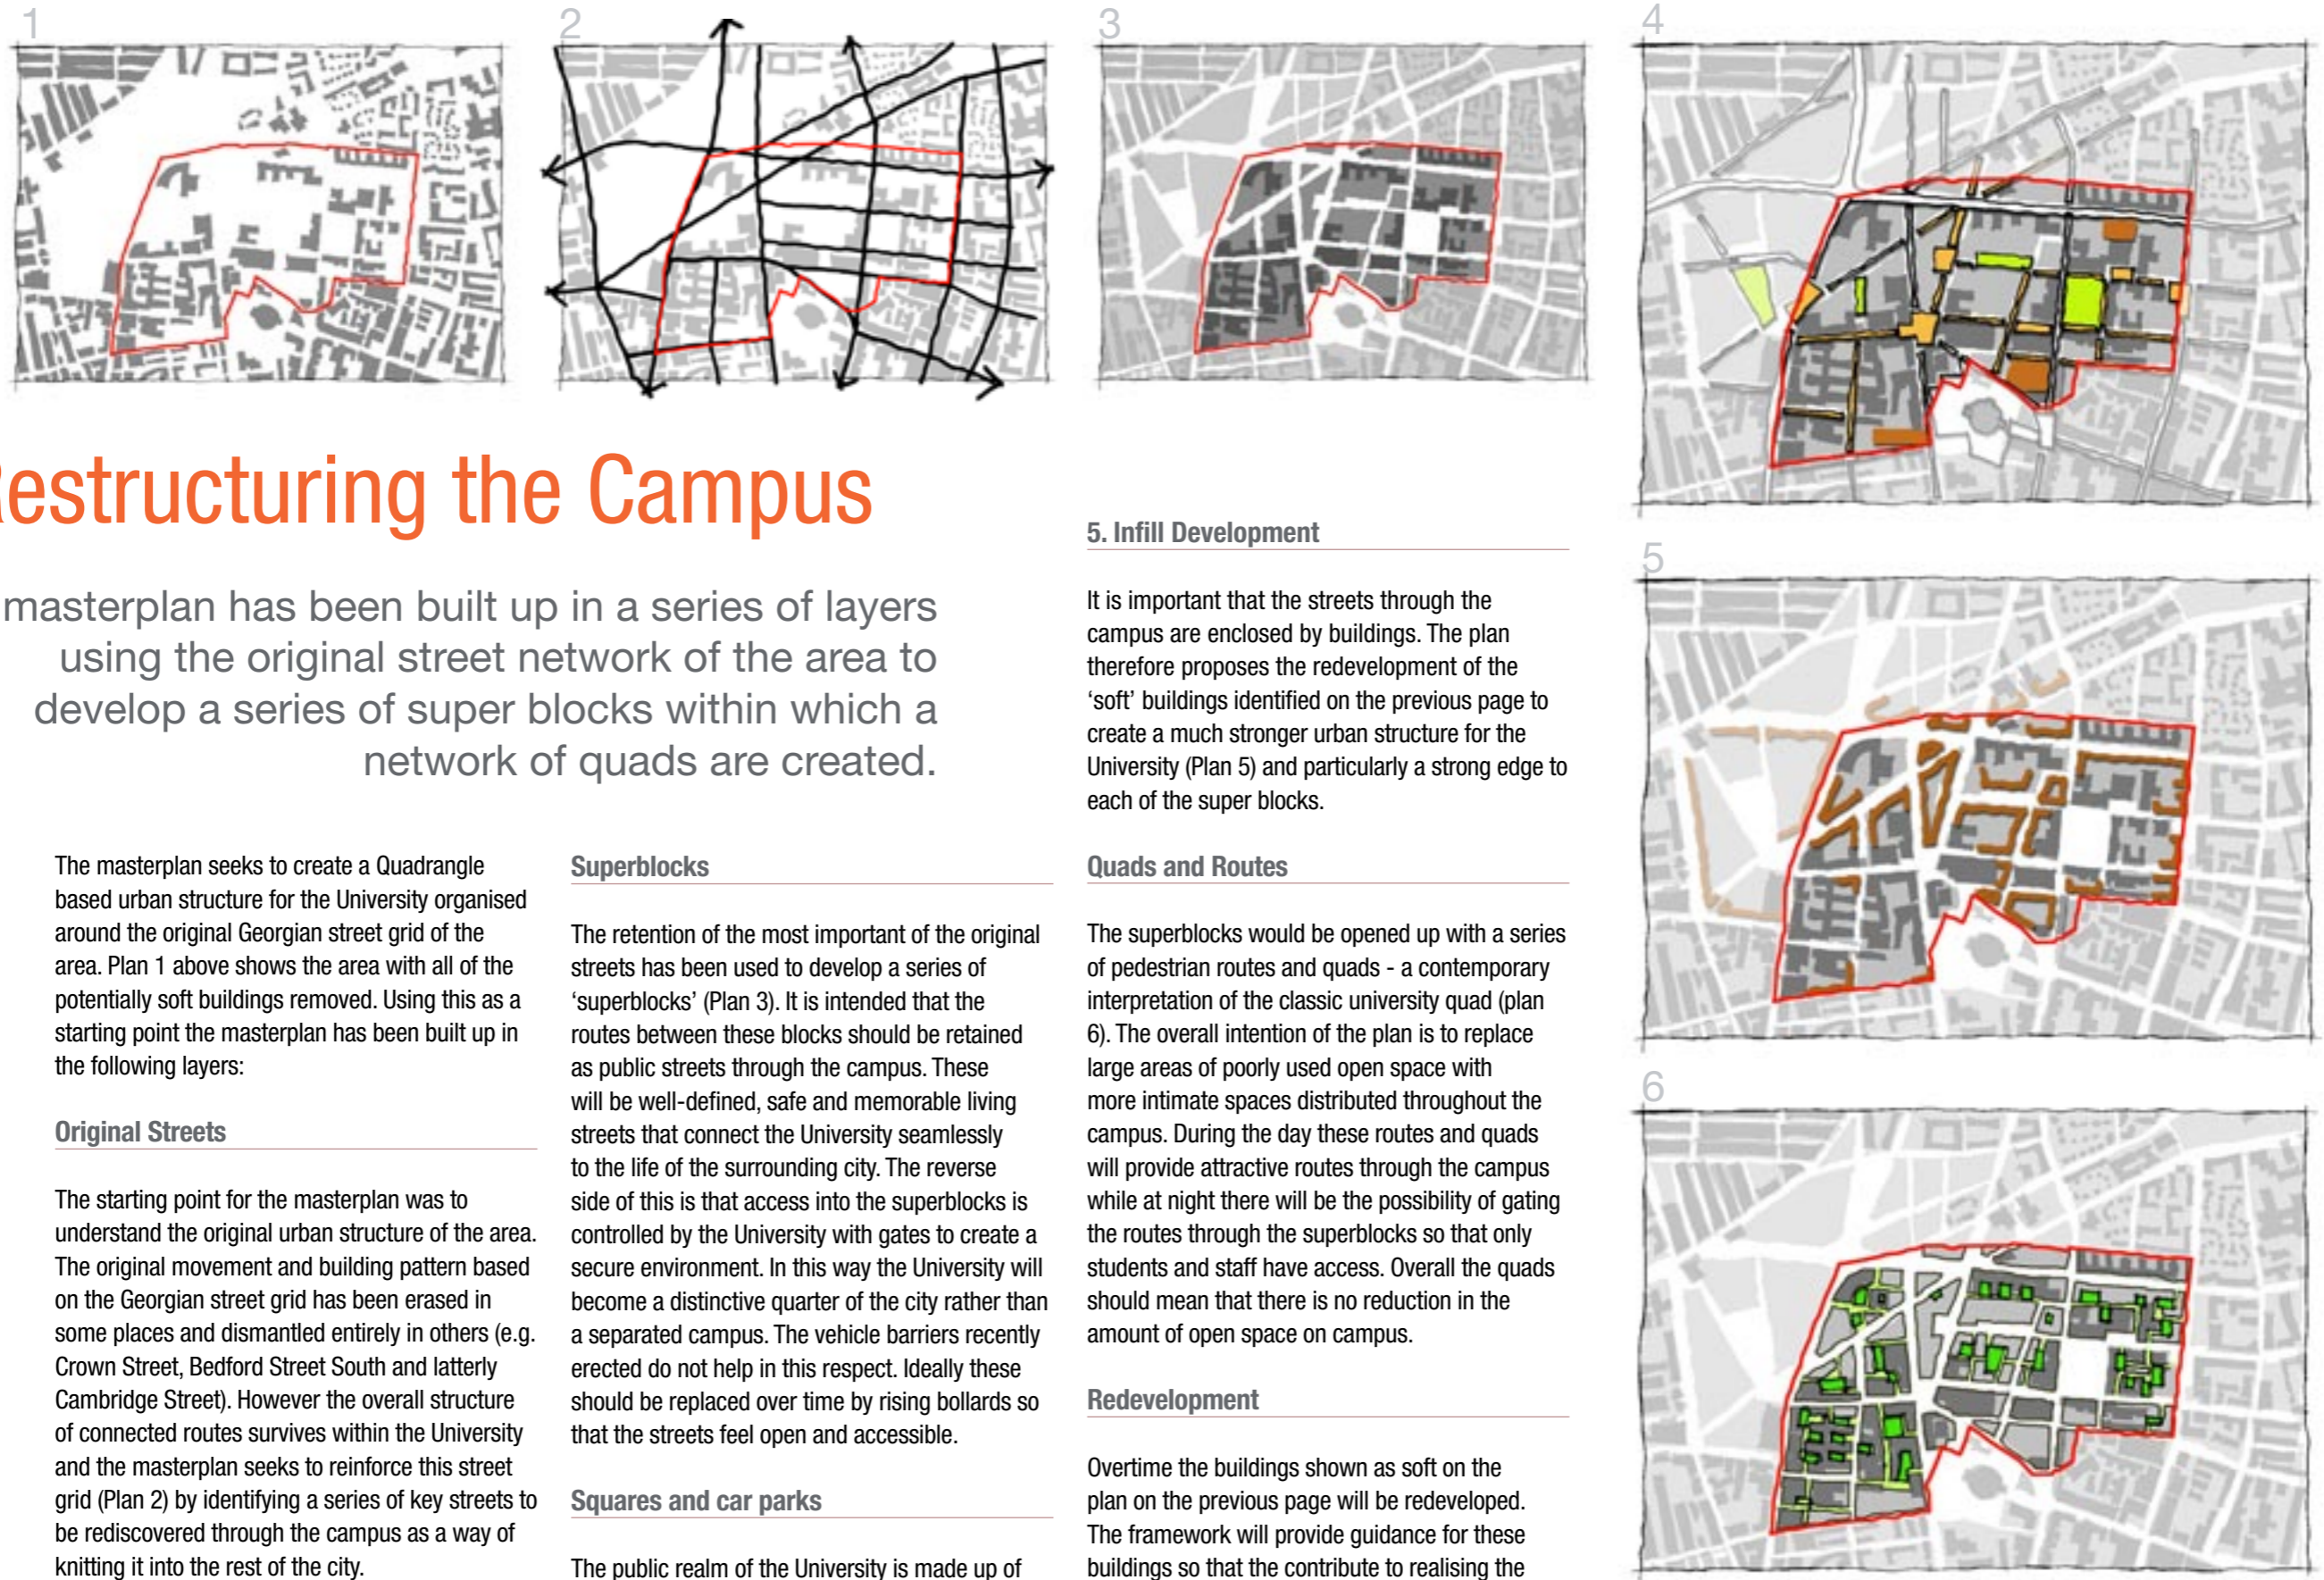 1
2
3
4
5
6
estructuring the Campus
masterplan has been built up in a series of layers
using the original street network of the area to
develop a series of super blocks within which a
network of quads are created.
The masterplan seeks to create a Quadrangle
based urban structure for the University organised
around the original Georgian street grid of the
area. Plan 1 above shows the area with all of the
potentially soft buildings removed. Using this as a
starting point the masterplan has been built up in
the following layers:
Original Streets
The starting point for the masterplan was to
understand the original urban structure of the area.
The original movement and building pattern based
on the Georgian street grid has been erased in
some places and dismantled entirely in others (e.g.
Crown Street, Bedford Street South and latterly
Cambridge Street). However the overall structure
of connected routes survives within the University
and the masterplan seeks to reinforce this street
grid (Plan 2) by identifying a series of key streets to
be rediscovered through the campus as a way of
knitting it into the rest of the city.
Superblocks
The retention of the most important of the original
streets has been used to develop a series of
‘superblocks’ (Plan 3). It is intended that the
routes between these blocks should be retained
as public streets through the campus. These
will be well-defined, safe and memorable living
streets that connect the University seamlessly
to the life of the surrounding city. The reverse
side of this is that access into the superblocks is
controlled by the University with gates to create a
secure environment. In this way the University will
become a distinctive quarter of the city rather than
a separated campus. The vehicle barriers recently
erected do not help in this respect. Ideally these
should be replaced over time by rising bollards so
that the streets feel open and accessible.
Squares and car parks
The public realm of the University is made up of
5. Infill Development
It is important that the streets through the
campus are enclosed by buildings. The plan
therefore proposes the redevelopment of the
‘soft’ buildings identified on the previous page to
create a much stronger urban structure for the
University (Plan 5) and particularly a strong edge to
each of the super blocks.
Quads and Routes
The superblocks would be opened up with a series
of pedestrian routes and quads - a contemporary
interpretation of the classic university quad (plan
6). The overall intention of the plan is to replace
large areas of poorly used open space with
more intimate spaces distributed throughout the
campus. During the day these routes and quads
will provide attractive routes through the campus
while at night there will be the possibility of gating
the routes through the superblocks so that only
students and staff have access. Overall the quads
should mean that there is no reduction in the
amount of open space on campus.
Redevelopment
Overtime the buildings shown as soft on the
plan on the previous page will be redeveloped.
The framework will provide guidance for these
buildings so that the contribute to realising the